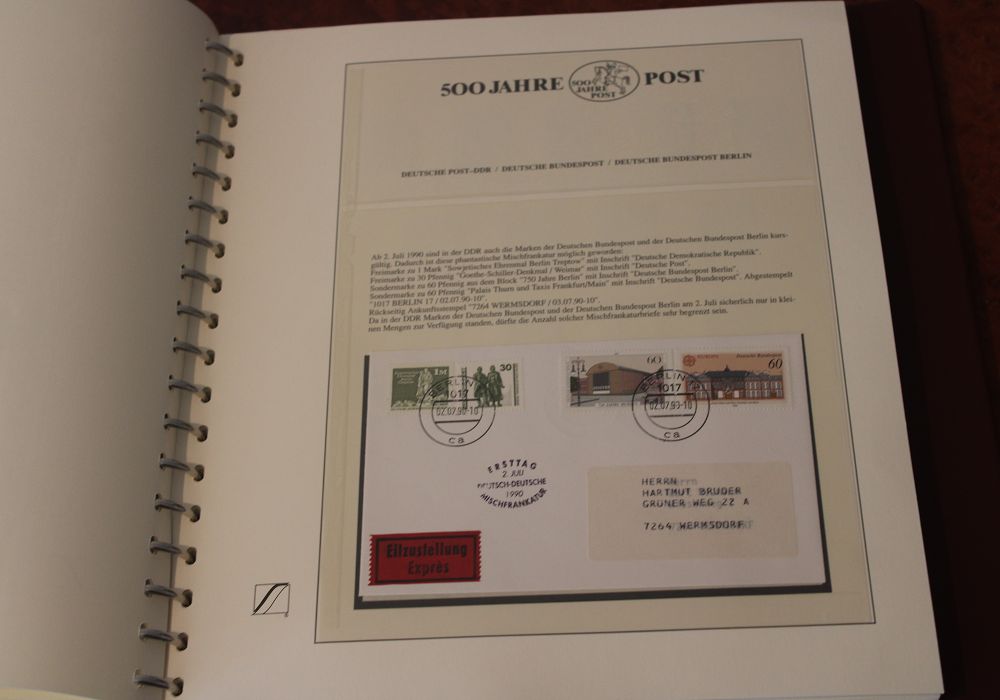 500 JAHRE POST
500
JAHRE
POST
DEUTSCHE POST–DDR / DEUTSCHE BUNDESPOST / DEUTSCHE BUNDESPOST BERLIN
Ab 2. Juli 1990 sind in der DDR auch die Marken der Deutschen Bundespost und der Deutschen Bundespost Berlin kurs-
gültig. Dadurch ist diese phantastische Mischfrankatur möglich geworden:
Freimarke zu 1 Mark "Sowjetisches Ehrenmal Berlin Treptow" mit Inschrift "Deutsche Demokratische Republik".
Freimarke zu 30 Pfennig "Goethe-Schiller-Denkmal / Weimar" mit Inschrift "Deutsche Post".
Sondermarke zu 60 Pfennig aus dem Block "750 Jahre Berlin" mit Inschrift "Deutsche Bundespost Berlin".
Sondermarke zu 60 Pfennig "Palais Thurn und Taxis Frankfurt/Main" mit Inschrift "Deutsche Bundespost". Abgestempelt
"1017 BERLIN 17 / 02.07.90-10".
Rückseitig Ankunftsstempel "7264 WERMSDORF / 03.07.90-10".
Da in der DDR Marken der Deutschen Bundespost und der Deutschen Bundespost Berlin am 2. Juli sicherlich nur in klei-
nen Mengen zur Verfügung standen, dürfte die Anzahl solcher Mischfrankaturbriefe sehr begrenzt sein.
1M
30
60
EUROPA
Deutsche Bundespost
60
BERLIN
1017
02.07.90-10
ca
BERLIN
1017
02.07.90-10
ca
ERSTTAG
2. JULI
DEUTSCH-DEUTSCHE
1990
MISCHFRANKATUR
HERRN
HARTMUT BRUDER
GRUNER WEG 22 A
7264 WERMSDORF
Eilzustellung
Exprès